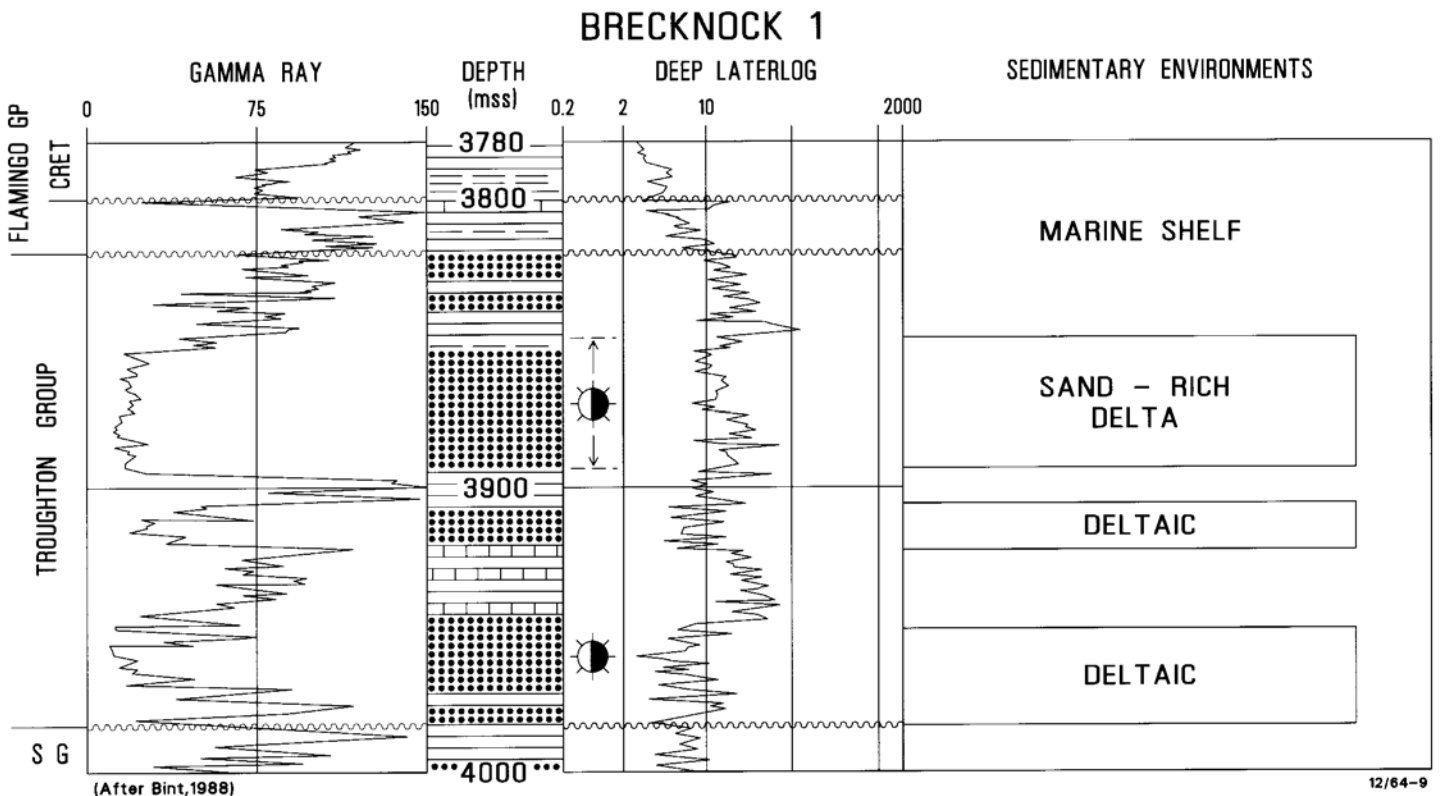 BRECKNOCK 1
GAMMA RAY
DEPTH
(mss)
DEEP LATERLOG
SEDIMENTARY ENVIRONMENTS
0
75
150
0.2
2
10
2000
FLAMINGO GP
CRET
TROUGHTON GROUP
S G
3780
3800
3900
4000
MARINE SHELF
SAND – RICH
DELTA
DELTAIC
DELTAIC
(After Bint,1988)
12/64-9